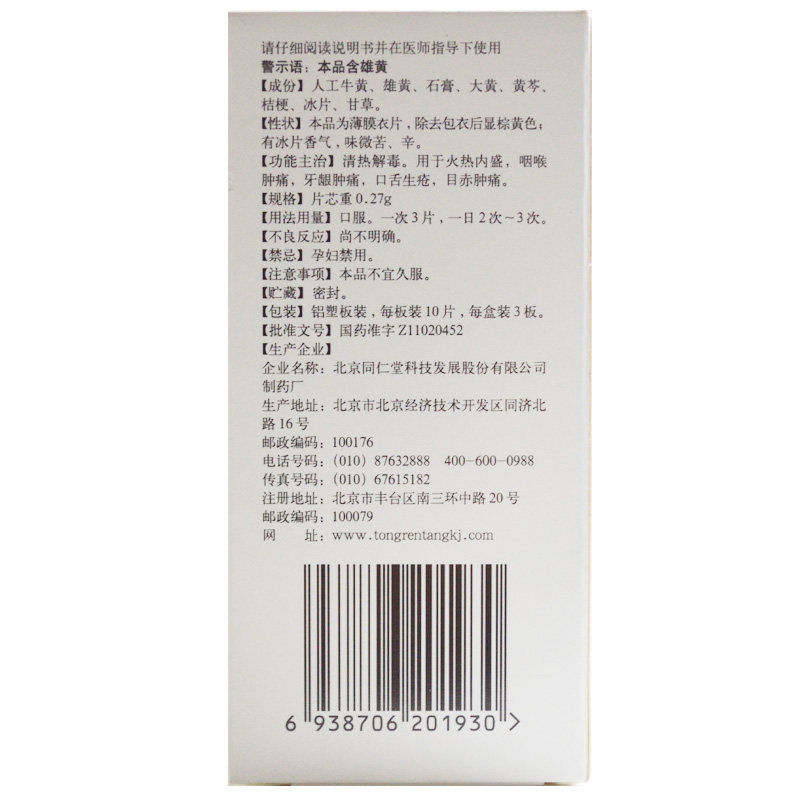 请仔细阅读说明书并在医师指导下使用
警示语：本品含雄黄
【成份】人工牛黄、雄黄、石膏、大黄、黄芩、
桔梗、冰片、甘草。
【性状】本品为薄膜衣片，除去包衣后显棕黄色；
有冰片香气，味微苦、辛。
【功能主治】清热解毒。用于火热内盛，咽喉
肿痛，牙龈肿痛，口舌生疮，目赤肿痛。
【规格】片芯重0.27g
【用法用量】口服。一次3片，一日2次～3次。
【不良反应】尚不明确。
【禁忌】孕妇禁用。
【注意事项】本品不宜久服。
【贮藏】密封。
【包装】铝塑板装，每板装10片，每盒装3板。
【批准文号】国药准字Z11020452
【生产企业】
企业名称：北京同仁堂科技发展股份有限公司
制药厂
生产地址：北京市北京经济技术开发区同济北
路16号
邮政编码：100176
电话号码：(010) 87632888 400-600-0988
传真号码：(010) 67615182
注册地址：北京市丰台区南三环中路20号
邮政编码：100079
网 址：www.tongrentangkj.com
6 938706 201930 >